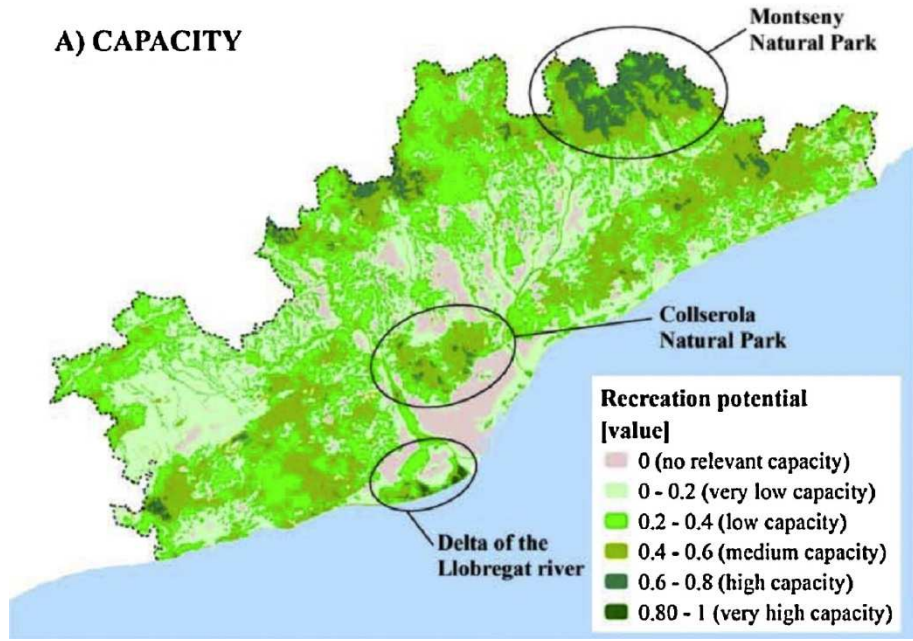 A) CAPACITY
Montseny
Natural Park
Collserola
Natural Park
Delta of the
Llobregat river
Recreation potential
[value]
0 (no relevant capacity)
0 - 0.2 (very low capacity)
0.2 - 0.4 (low capacity)
0.4 - 0.6 (medium capacity)
0.6 - 0.8 (high capacity)
0.80 - 1 (very high capacity)